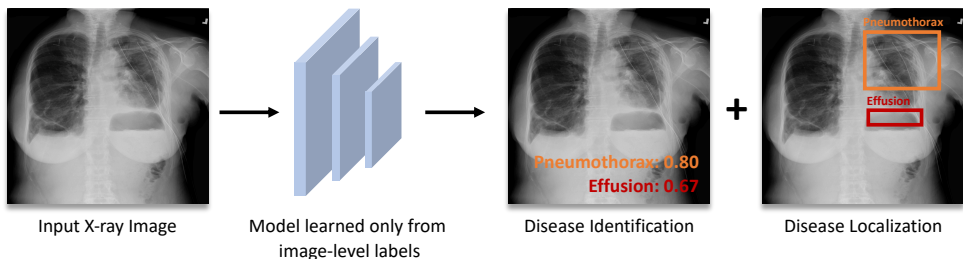 Pneumothorax
Effusion
Pneumothorax: 0.80
Effusion: 0.67
+
Input X-ray Image
Model learned only from
image-level labels
Disease Identification
Disease Localization